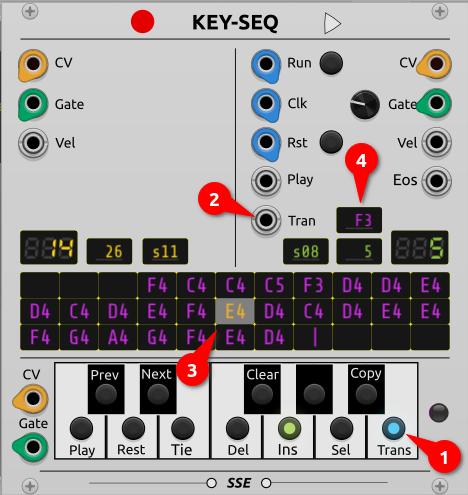 KEY-SEQ
CV Run CV
Gate Clk Gate
Vel Rst Vel
4
Play Eos
2
Tran F3
14 26 s11 s08 5 5
F4 C4 C4 C5 F3 D4 D4 E4
D4 C4 D4 E4 F4 E4 D4 C4 D4 E4 E4
F4 G4 A4 G4 F4 E4 D4 |
3
CV Prev Next Clear Copy
Gate
Play Rest Tie Del Ins Sel Trans
1
SSE